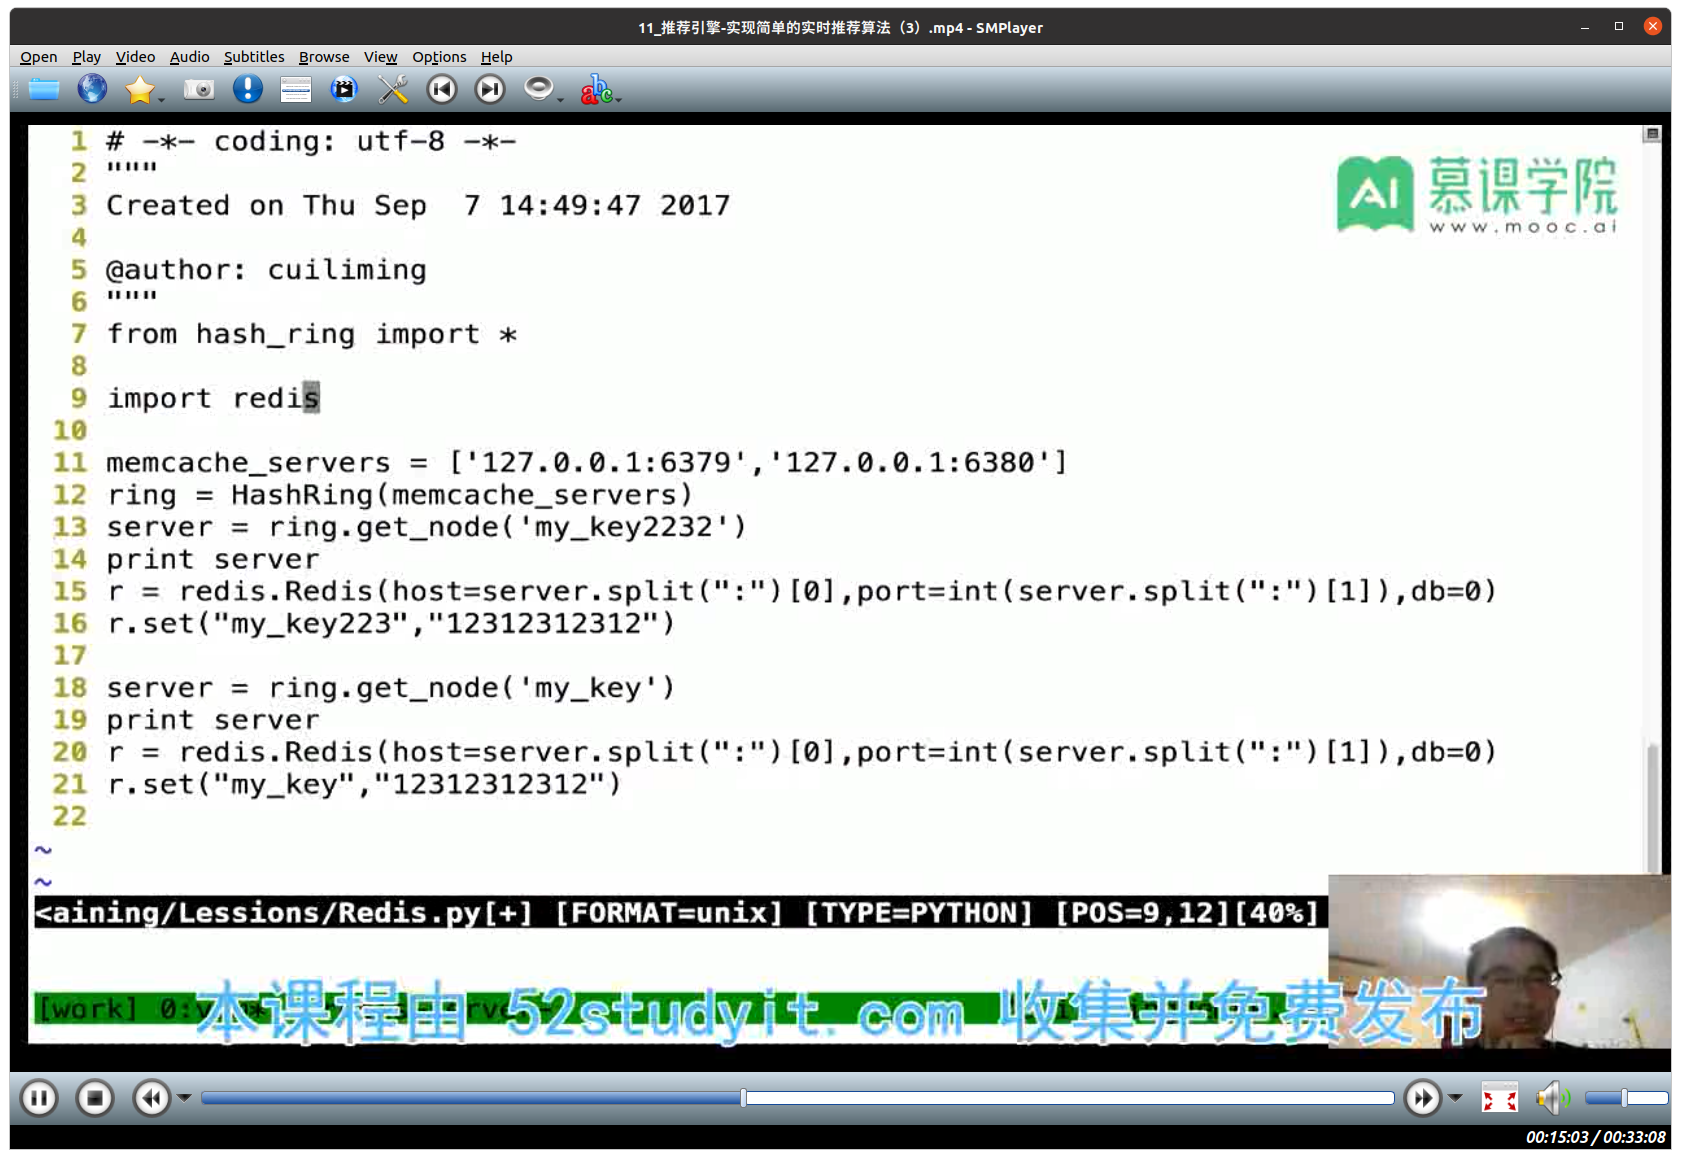 11_推荐引擎-实现简单的实时推荐算法（3）.mp4 - SMPlayer
Open Play Video Audio Subtitles Browse View Options Help
1 # -*- coding: utf-8 -*-
2 """
3 Created on Thu Sep  7 14:49:47 2017
4
5 @author: cuiliming
6 """
7 from hash_ring import *
8
9 import redis
10
11 memcache_servers = ['127.0.0.1:6379','127.0.0.1:6380']
12 ring = HashRing(memcache_servers)
13 server = ring.get_node('my_key2232')
14 print server
15 r = redis.Redis(host=server.split(":")[0],port=int(server.split(":")[1]),db=0)
16 r.set("my_key223","12312312312")
17
18 server = ring.get_node('my_key')
19 print server
20 r = redis.Redis(host=server.split(":")[0],port=int(server.split(":")[1]),db=0)
21 r.set("my_key","12312312312")
22
~
~
AI 慕课学院
www.mooc.ai
<aining/Lessions/Redis.py[+] [FORMAT=unix] [TYPE=PYTHON] [POS=9,12][40%]
[work]
本课程由 52studyit. com 收集并免费发布
00:15:03 / 00:33:08